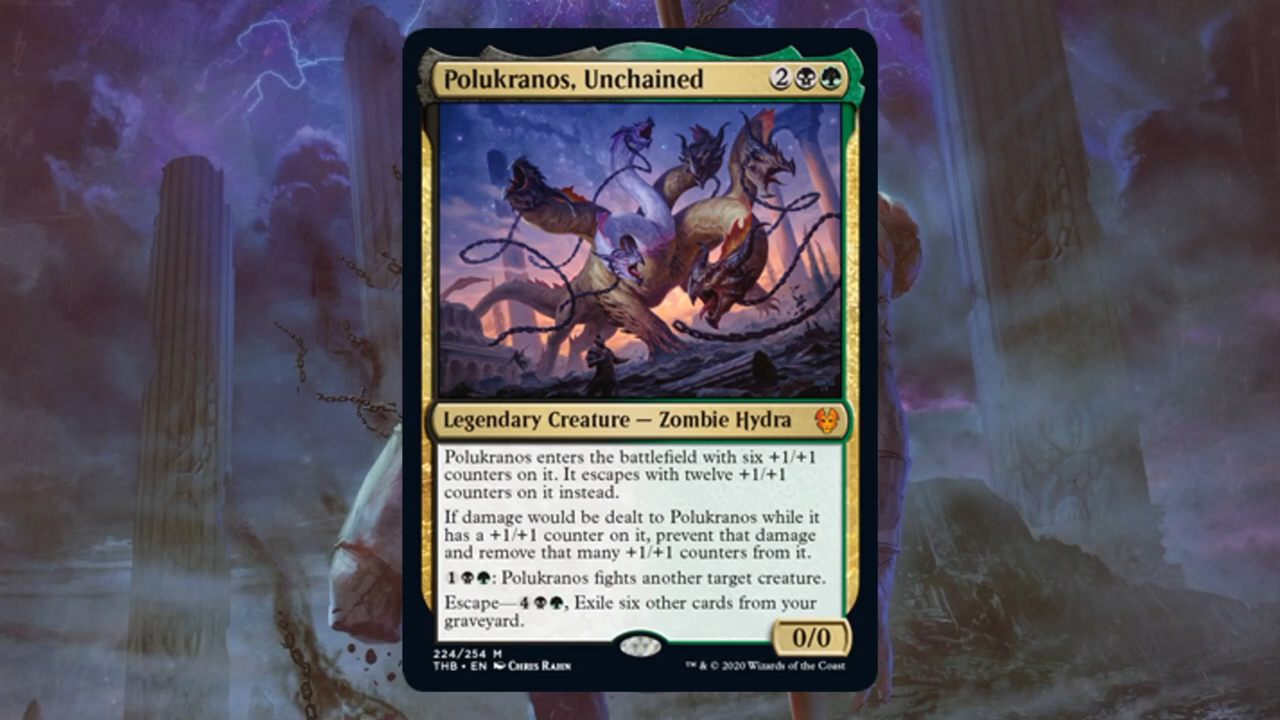 Polukranos, Unchained 2
Legendary Creature — Zombie Hydra
Polukranos enters the battlefield with six +1/+1
counters on it. It escapes with twelve +1/+1
counters on it instead.
If damage would be dealt to Polukranos while it
has a +1/+1 counter on it, prevent that damage
and remove that many +1/+1 counters from it.
1: Polukranos fights another target creature.
Escape—4, Exile six other cards from your
graveyard.
0/0
224/254 M
THB • EN Chris Rahn
™ & © 2020 Wizards of the Coast